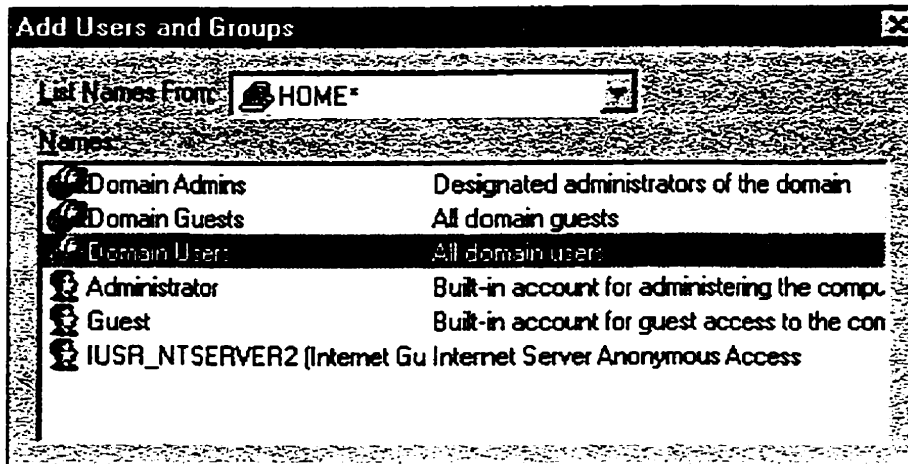 Add Users and Groups
List Names From: HOME*
Names:
Domain Admins Designated administrators of the domain
Domain Guests All domain guests
Domain Users All domain users
Administrator Built-in account for administering the compu
Guest Built-in account for guest access to the con
IUSR_NTSERVER2 (Internet Gu Internet Server Anonymous Access